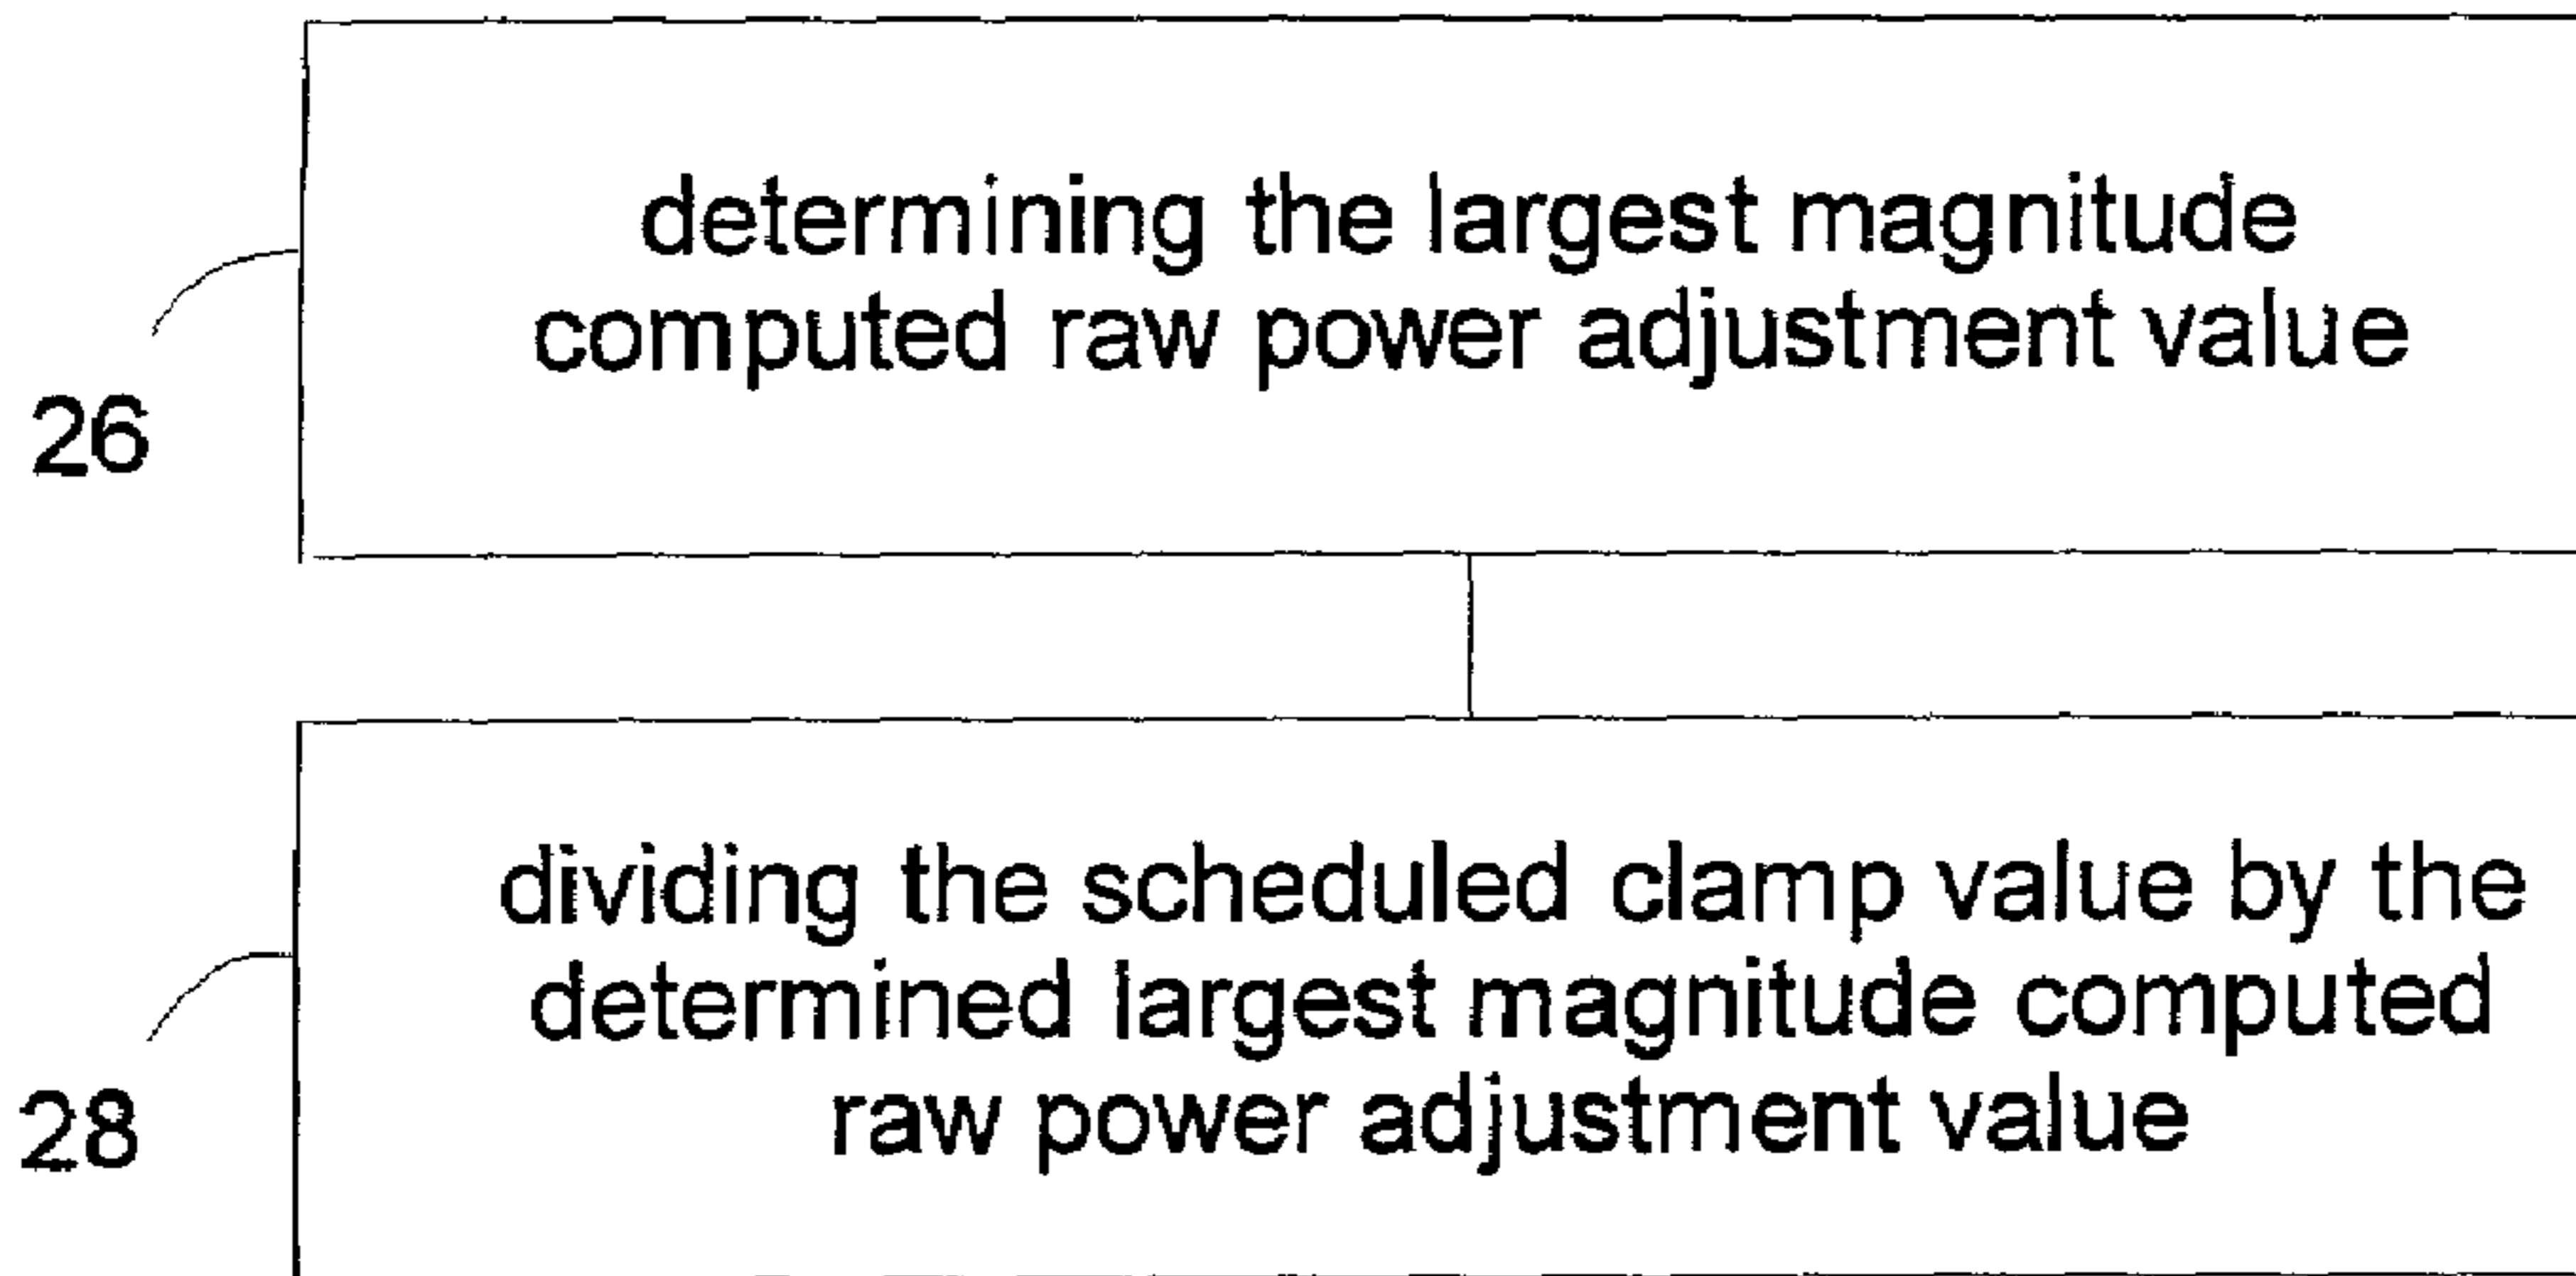 determining the largest magnitude
computed raw power adjustment value
26
dividing the scheduled clamp value by the
determined largest magnitude computed
raw power adjustment value
28